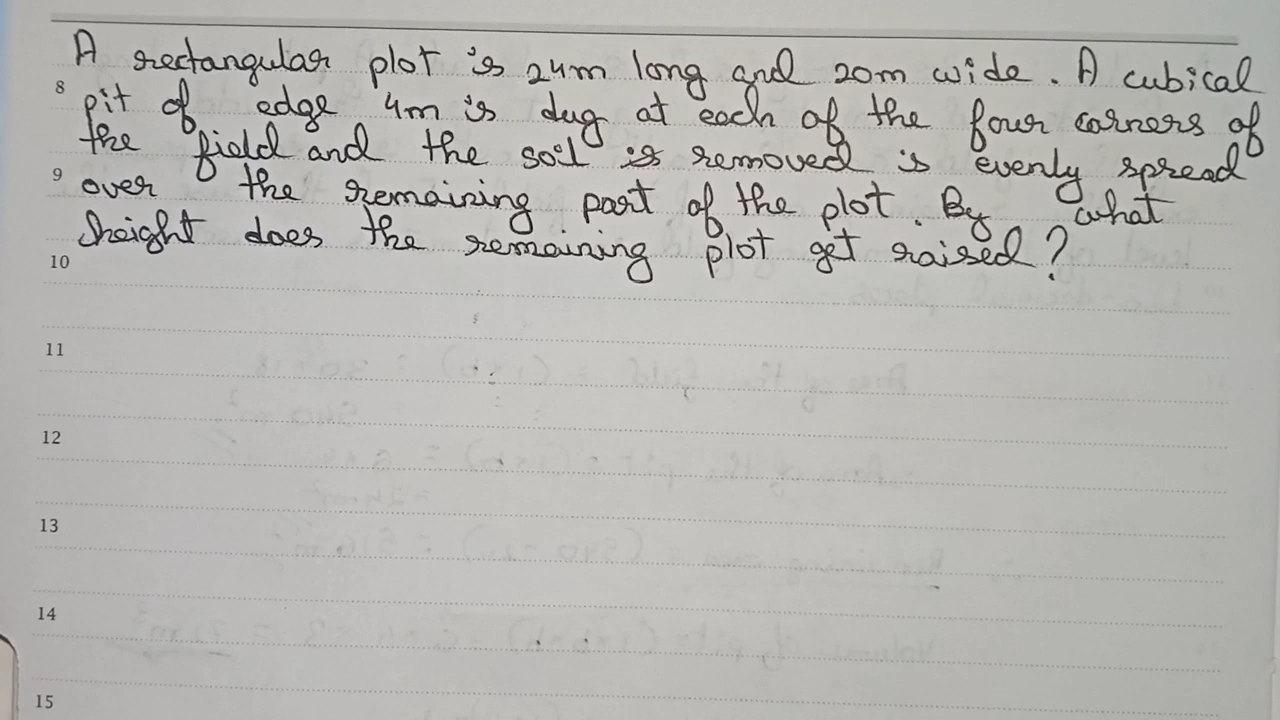 A rectangular plot is 24m long and 20m wide. A cubical
8 pit of edge 4m is dug at each of the four corners of
the field and the soil is removed is evenly spread
9 over the remaining part of the plot. By what
height does the remaining plot get raised?
10
11
12
13
14
15